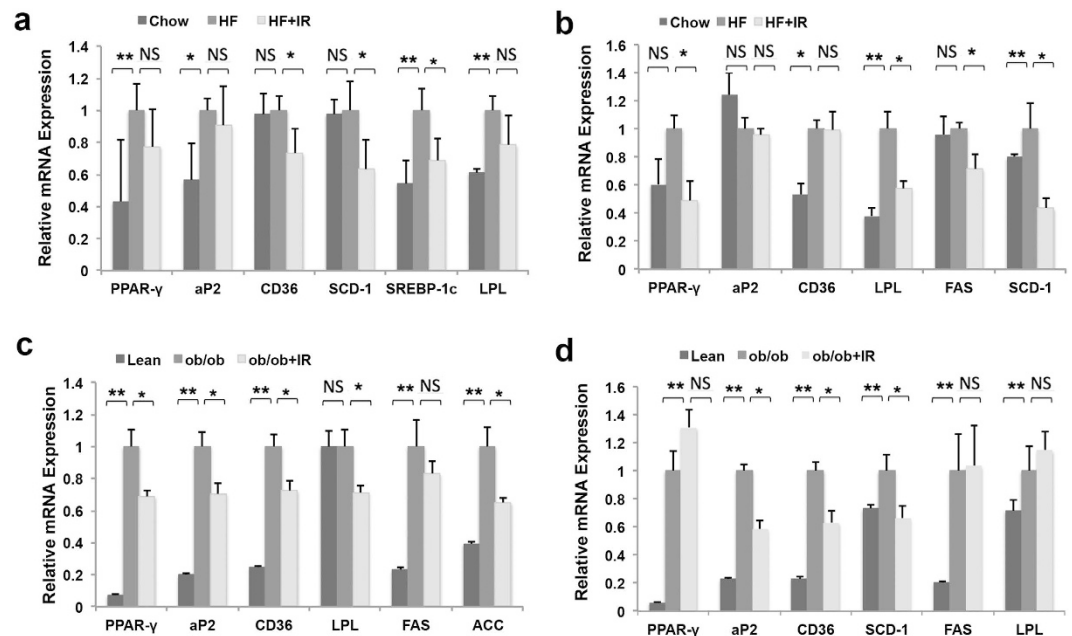 a
Chow HF HF+IR
Relative mRNA Expression
** NS * NS NS * NS * ** * ** NS
1.4
1.2
1
0.8
0.6
0.4
0.2
0
PPAR-γ aP2 CD36 SCD-1 SREBP-1c LPL
b
Chow HF HF+IR
Relative mRNA Expression
1.6
NS * NS NS * NS ** * NS * ** *
1.4
1.2
1
0.8
0.6
0.4
0.2
0
PPAR-γ aP2 CD36 LPL FAS SCD-1
c
Lean ob/ob ob/ob+IR
Relative mRNA Expression
1.4
** * ** * ** * NS * ** NS ** *
1.2
1
0.8
0.6
0.4
0.2
0
PPAR-γ aP2 CD36 LPL FAS ACC
d
Lean ob/ob ob/ob+IR
Relative mRNA Expression
** NS ** * ** * ** * ** NS ** NS
1.6
1.4
1.2
1
0.8
0.6
0.4
0.2
0
PPAR-γ aP2 CD36 SCD-1 FAS LPL